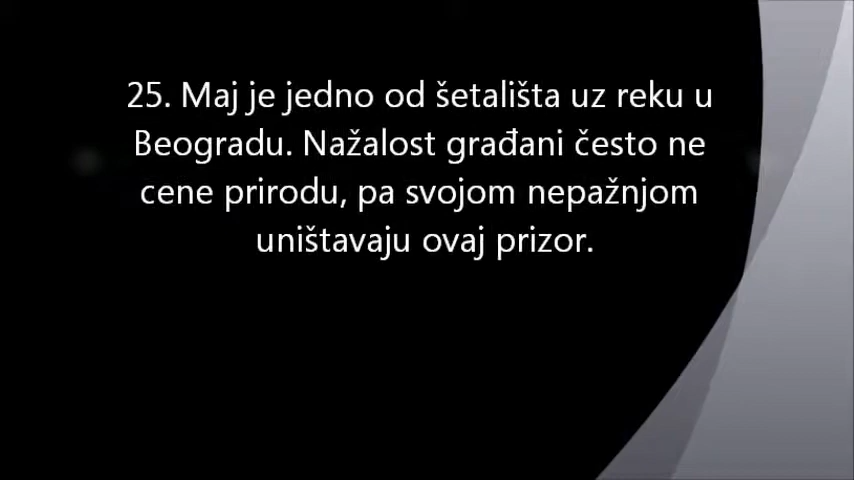 25. Maj je jedno od šetališta uz reku u
Beogradu. Nažalost građani često ne
cene prirodu, pa svojom nepažnjom
uništavaju ovaj prizor.